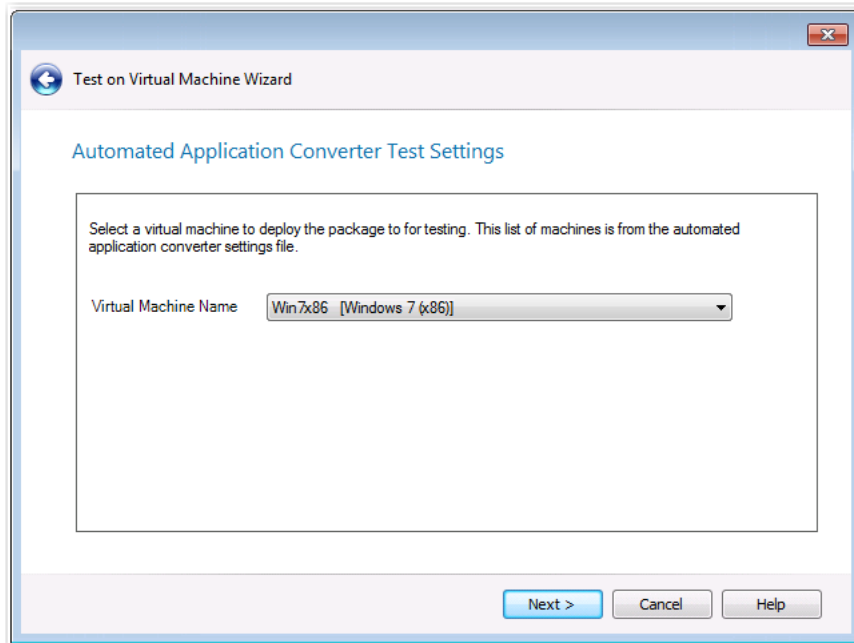 Test on Virtual Machine Wizard
Automated Application Converter Test Settings
Select a virtual machine to deploy the package to for testing. This list of machines is from the automated
application converter settings file.
Virtual Machine Name Win7x86 [Windows 7 (x86)]
Next > Cancel Help